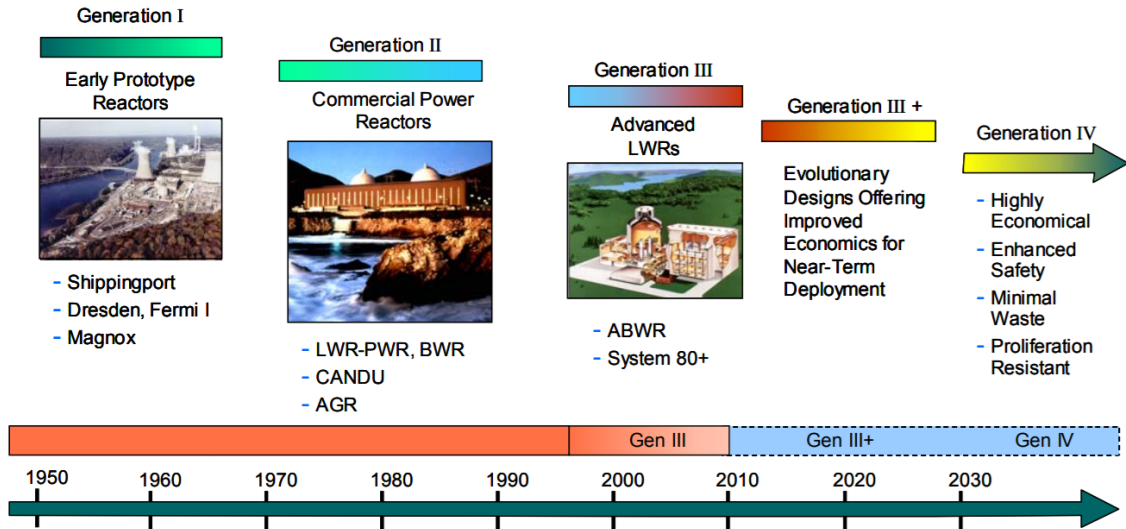 Generation I
Early Prototype
Reactors
- Shippingport
- Dresden, Fermi I
- Magnox
Generation II
Commercial Power
Reactors
- LWR-PWR, BWR
- CANDU
- AGR
Generation III
Advanced
LWRs
- ABWR
- System 80+
Generation III +
Evolutionary
Designs Offering
Improved
Economics for
Near-Term
Deployment
Generation IV
- Highly
Economical
- Enhanced
Safety
- Minimal
Waste
- Proliferation
Resistant
Gen III
Gen III+
Gen IV
1950
1960
1970
1980
1990
2000
2010
2020
2030